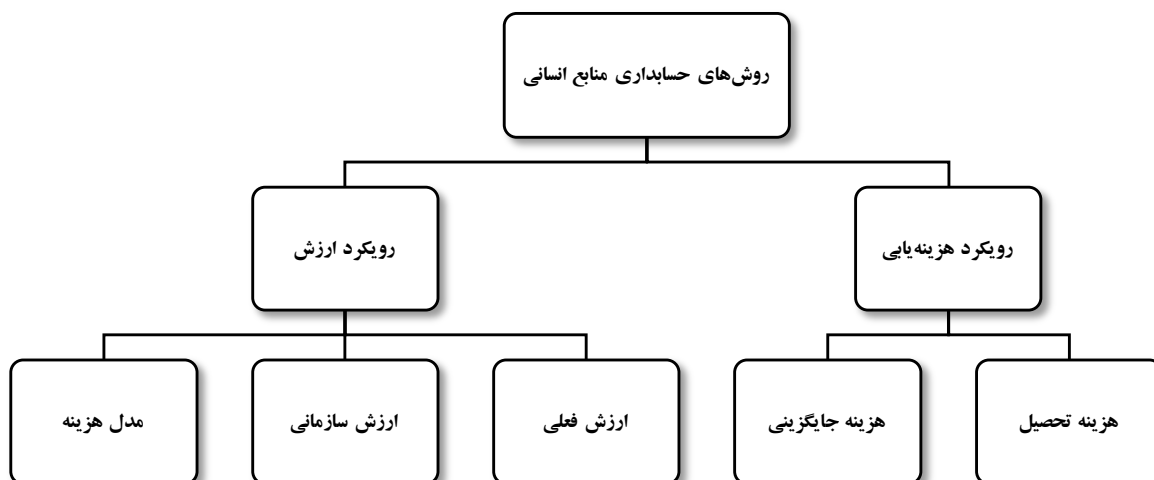 روش‌های حسابداری منابع انسانی
رویکرد هزینه‌یابی
رویکرد ارزش
هزینه تحصیل
هزینه جایگزینی
ارزش فعلی
ارزش سازمانی
مدل هزینه